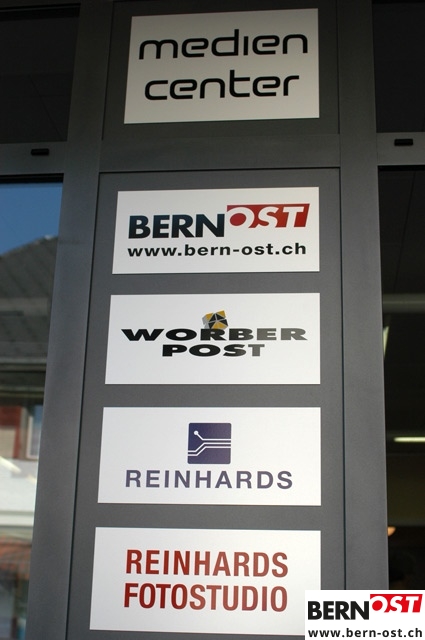 medien
center
BERNOST
www.bern-ost.ch
WORBER
POST
REINHARDS
REINHARDS
FOTOSTUDIO
BERNOST
www.bern-ost.ch